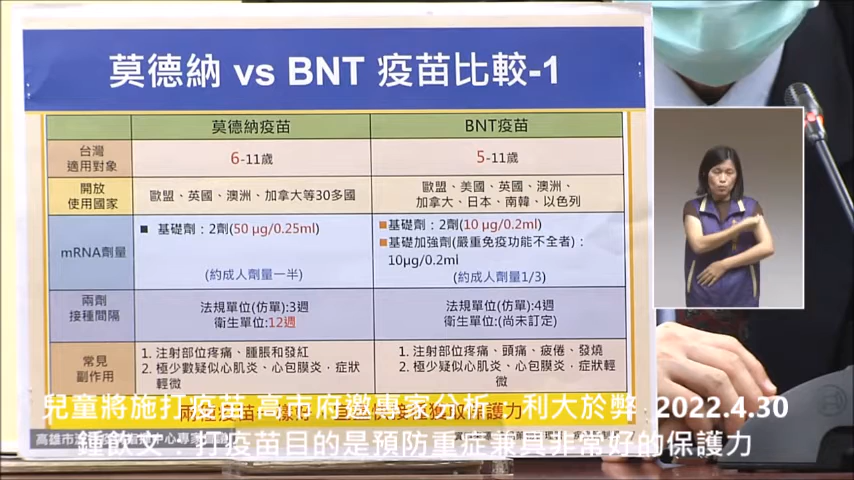 莫德納 vs BNT 疫苗比較-1
莫德納疫苗
BNT疫苗
台灣
適用對象
6-11歲
5-11歲
開放
使用國家
歐盟、英國、澳洲、加拿大等30多國
歐盟、美國、英國、澳洲、
加拿大、日本、南韓、以色列
mRNA劑量
■ 基礎劑:2劑(50 µg/0.25ml)
(約成人劑量一半)
■基礎劑:2劑(10 µg/0.2ml)
■基礎加強劑(嚴重免疫功能不全者):
10µg/0.2ml
(約成人劑量1/3)
兩劑
接種間隔
法規單位(仿單):3週
衛生單位:12週
法規單位(仿單):4週
衛生單位:(尚未訂定)
常見
副作用
1. 注射部位疼痛、腫脹和發紅
2. 極少數疑似心肌炎、心包膜炎,症狀
輕微
1. 注射部位疼痛、頭痛、疲倦、發燒
2. 極少疑似心肌炎、心包膜炎,症狀輕
微
兒童將施打疫苗 高市府邀專家分析 利大於弊 2022.4.30
鍾飲文:打疫苗目的是預防重症兼具非常好的保護力